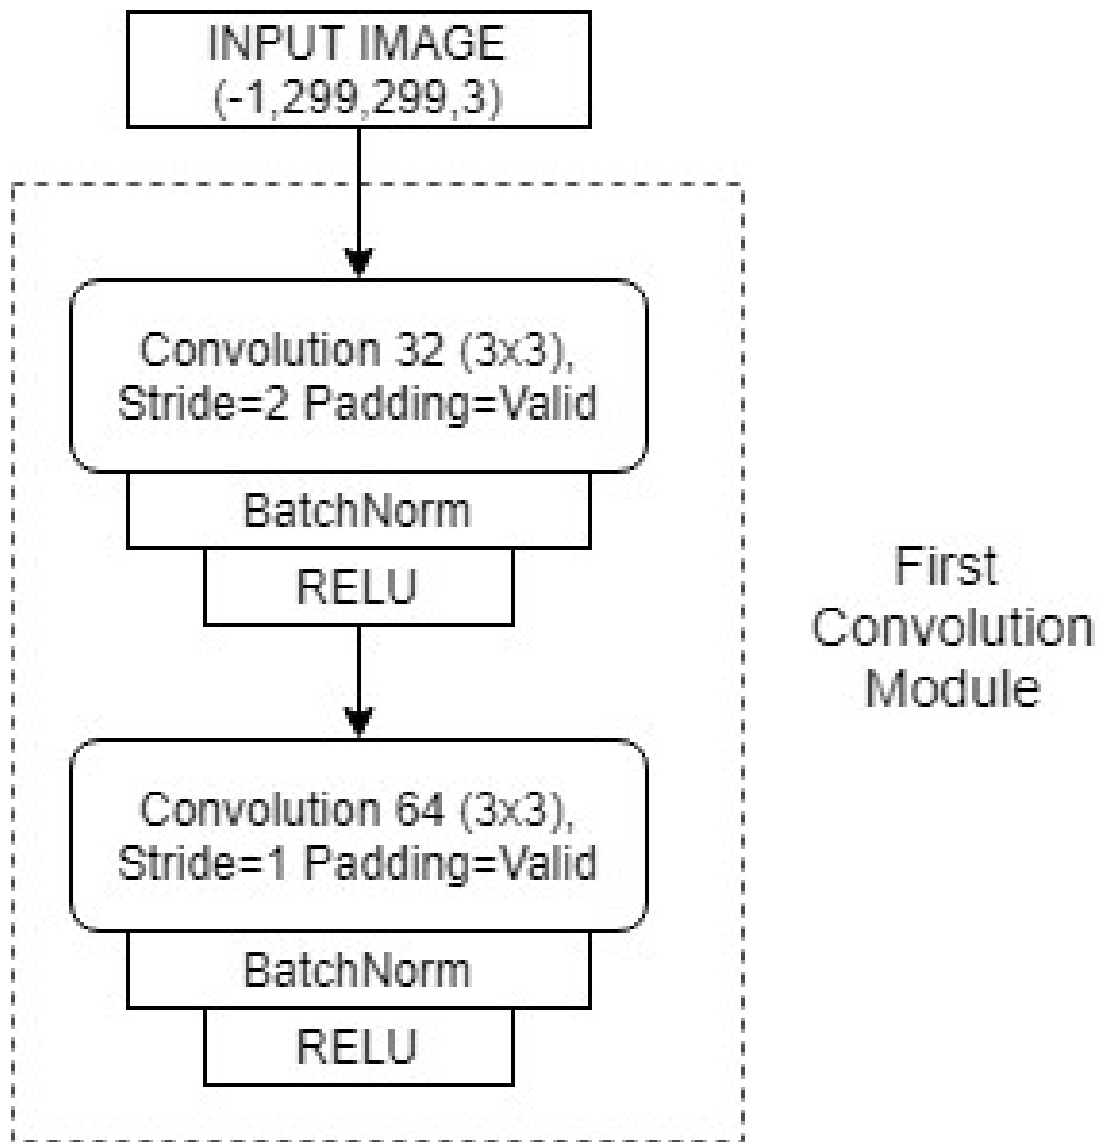 INPUT IMAGE
(-1,299,299,3)
Convolution 32 (3x3),
Stride=2 Padding=Valid
BatchNorm
RELU
Convolution 64 (3x3),
Stride=1 Padding=Valid
BatchNorm
RELU
First
Convolution
Module